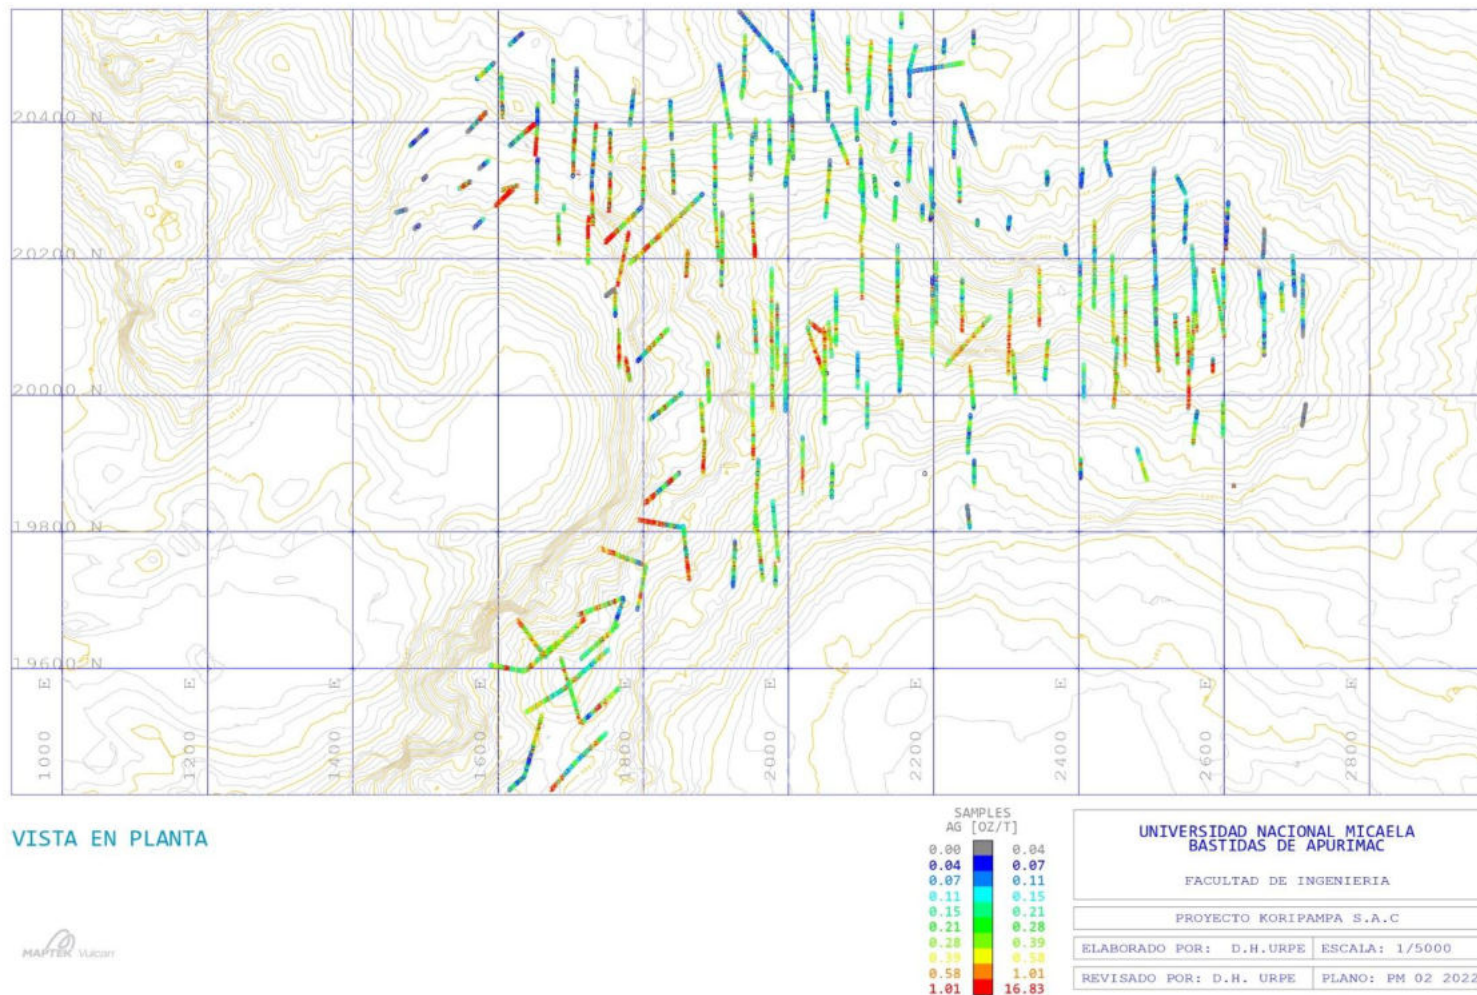 20400 N
20200 N
20000 N
19800 N
19600 N
E E E E E E E E E E
1000 1200 1400 1600 1800 2000 2200 2400 2600 2800
VISTA EN PLANTA
MAPTEK Vulcan
SAMPLES
AG [OZ/T]
0.00 0.04
0.04 0.07
0.07 0.11
0.11 0.15
0.15 0.21
0.21 0.28
0.28 0.39
0.39 0.58
0.58 1.01
1.01 16.83
UNIVERSIDAD NACIONAL MICAELA
BASTIDAS DE APURIMAC
FACULTAD DE INGENIERIA
PROYECTO KORIPAMPA S.A.C
ELABORADO POR: D.H.URPE ESCALA: 1/5000
REVISADO POR: D.H. URPE PLANO: PM 02 2022